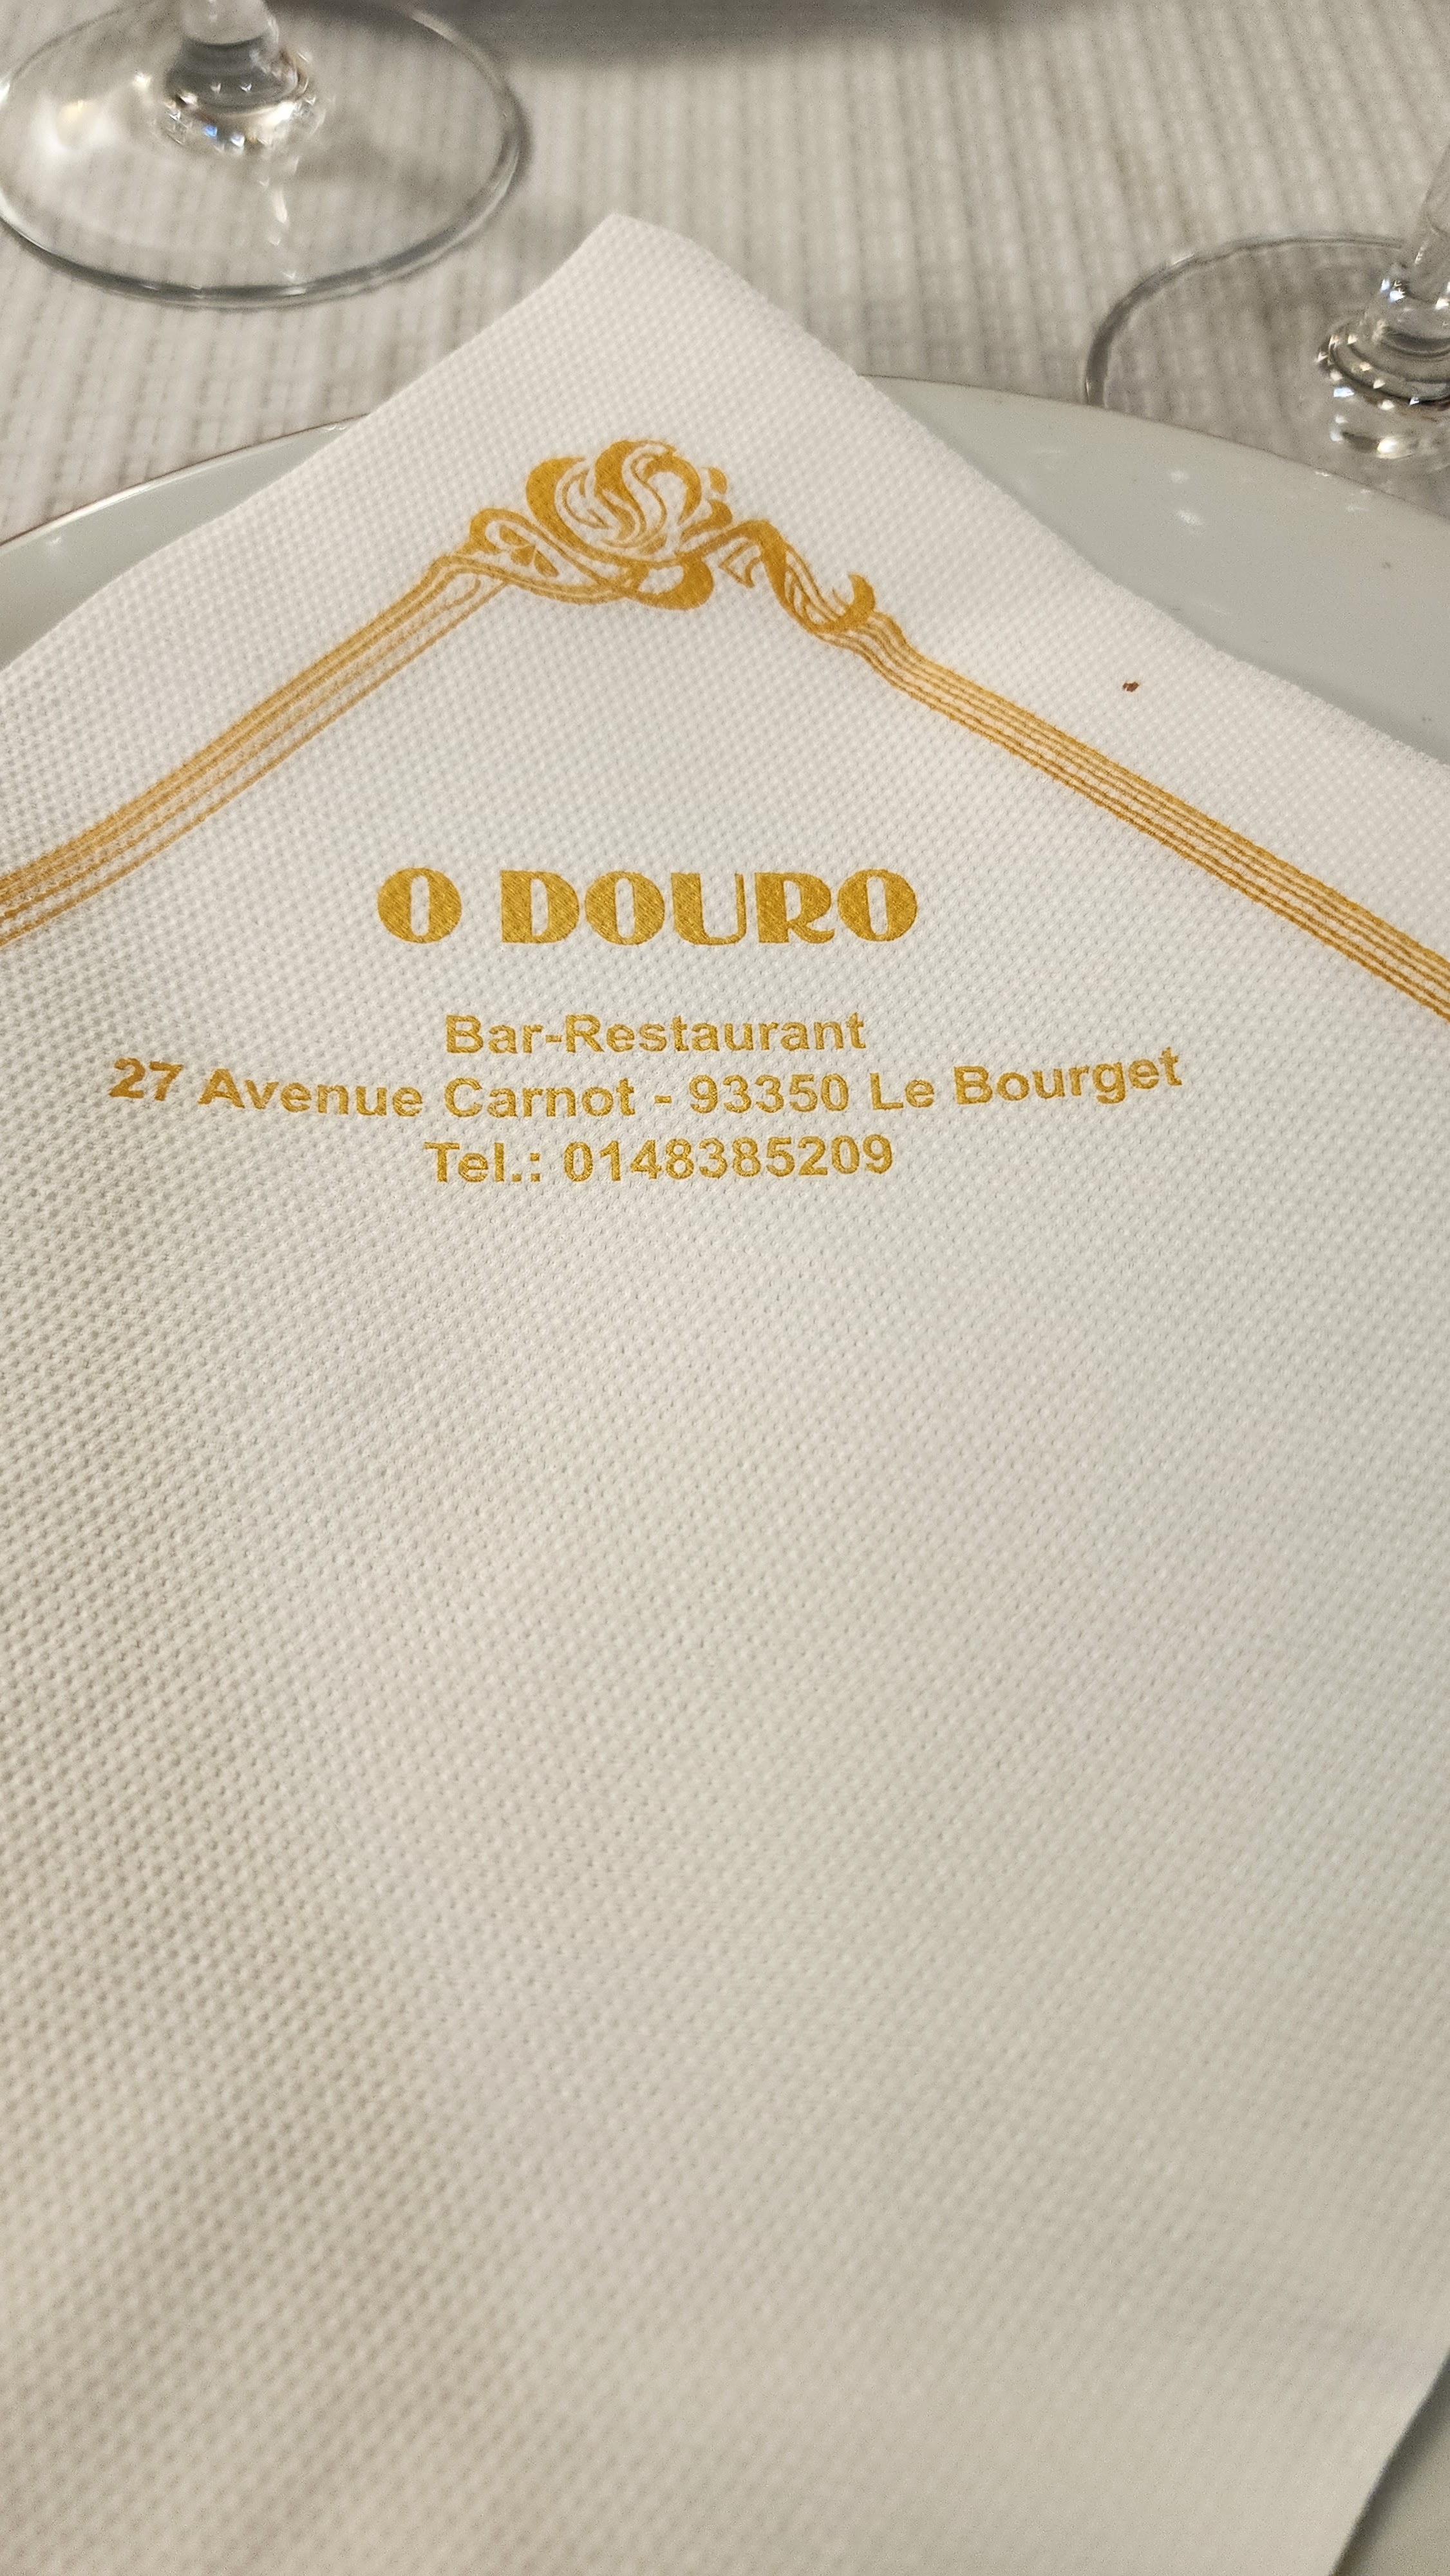 O DOURO
Bar-Restaurant
27 Avenue Carnot - 93350 Le Bourget
Tel.: 0148385209